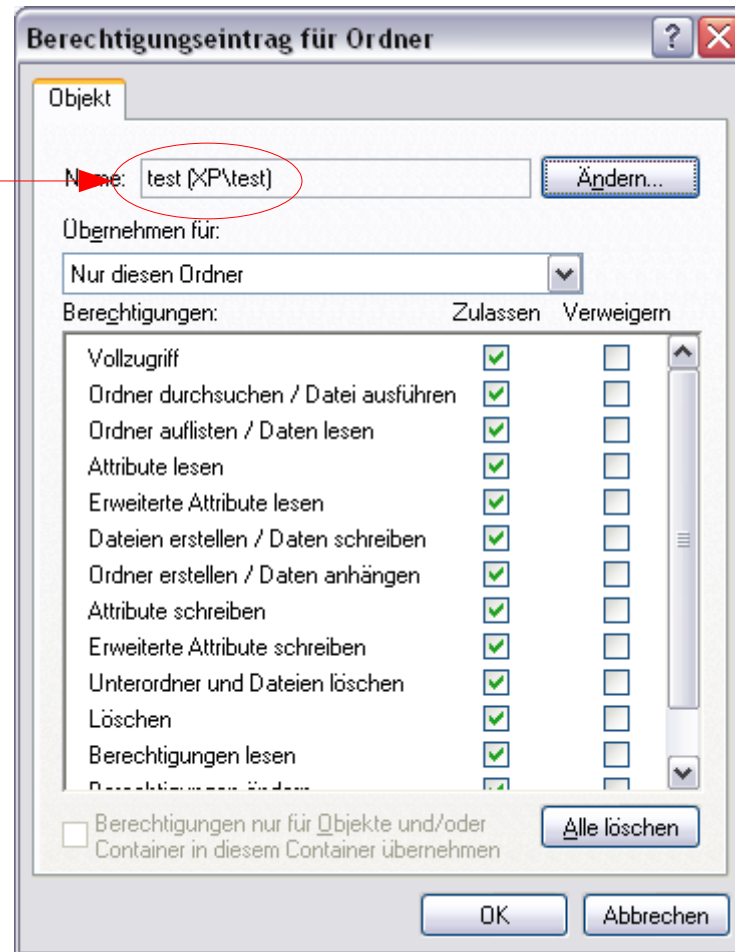 Berechtigungseintrag für Ordner
Objekt
Name: test (XP\test) Ändern...
Übernehmen für:
Nur diesen Ordner
Berechtigungen: Zulassen Verweigern
Vollzugriff
Ordner durchsuchen / Datei ausführen
Ordner auflisten / Daten lesen
Attribute lesen
Erweiterte Attribute lesen
Dateien erstellen / Daten schreiben
Ordner erstellen / Daten anhängen
Attribute schreiben
Erweiterte Attribute schreiben
Unterordner und Dateien löschen
Löschen
Berechtigungen lesen
Berechtigungen ändern
Berechtigungen nur für Objekte und/oder
Container in diesem Container übernehmen
Alle löschen
OK Abbrechen